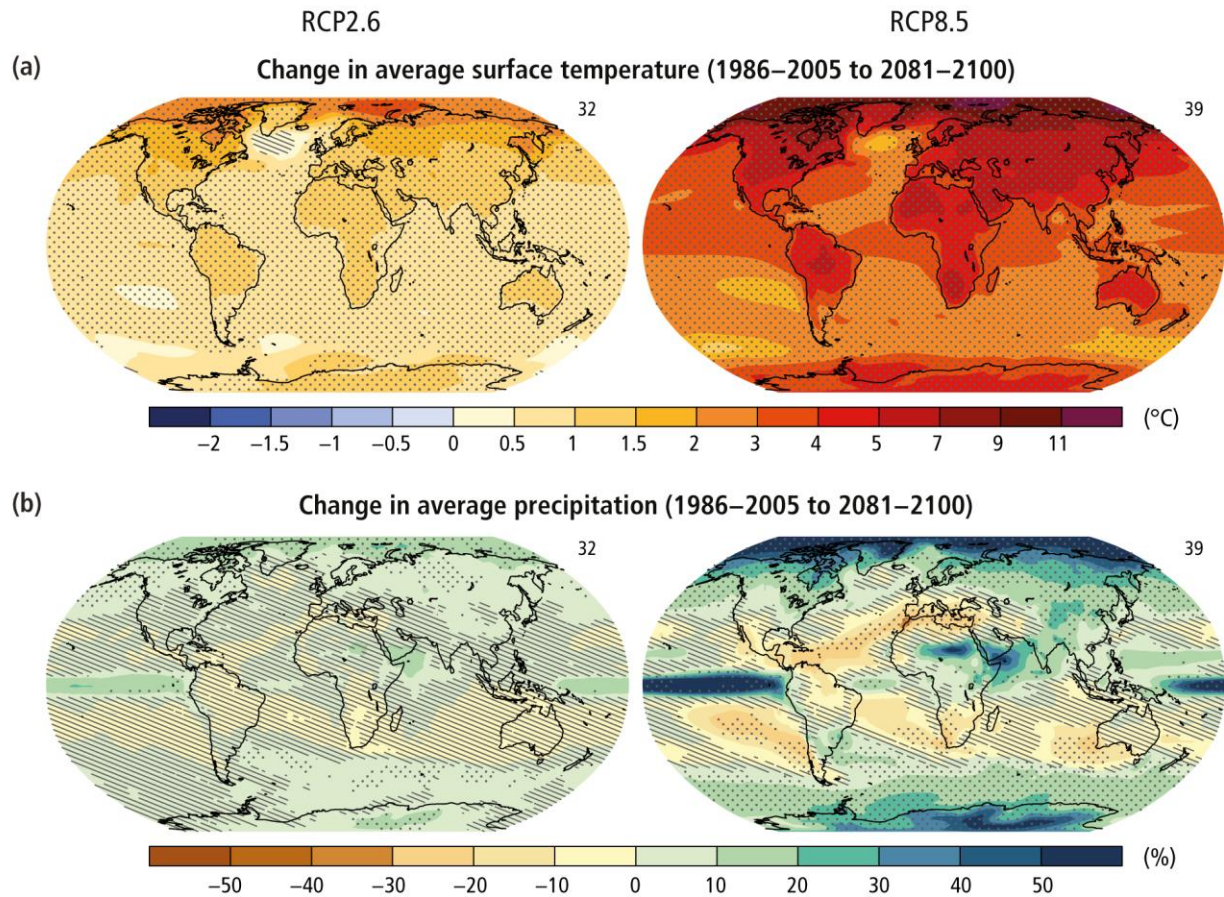 RCP2.6 RCP8.5
(a) Change in average surface temperature (1986–2005 to 2081–2100)
32 39
−2 −1.5 −1 −0.5 0 0.5 1 1.5 2 3 4 5 7 9 11 (°C)
(b) Change in average precipitation (1986–2005 to 2081–2100)
32 39
−50 −40 −30 −20 −10 0 10 20 30 40 50 (%)